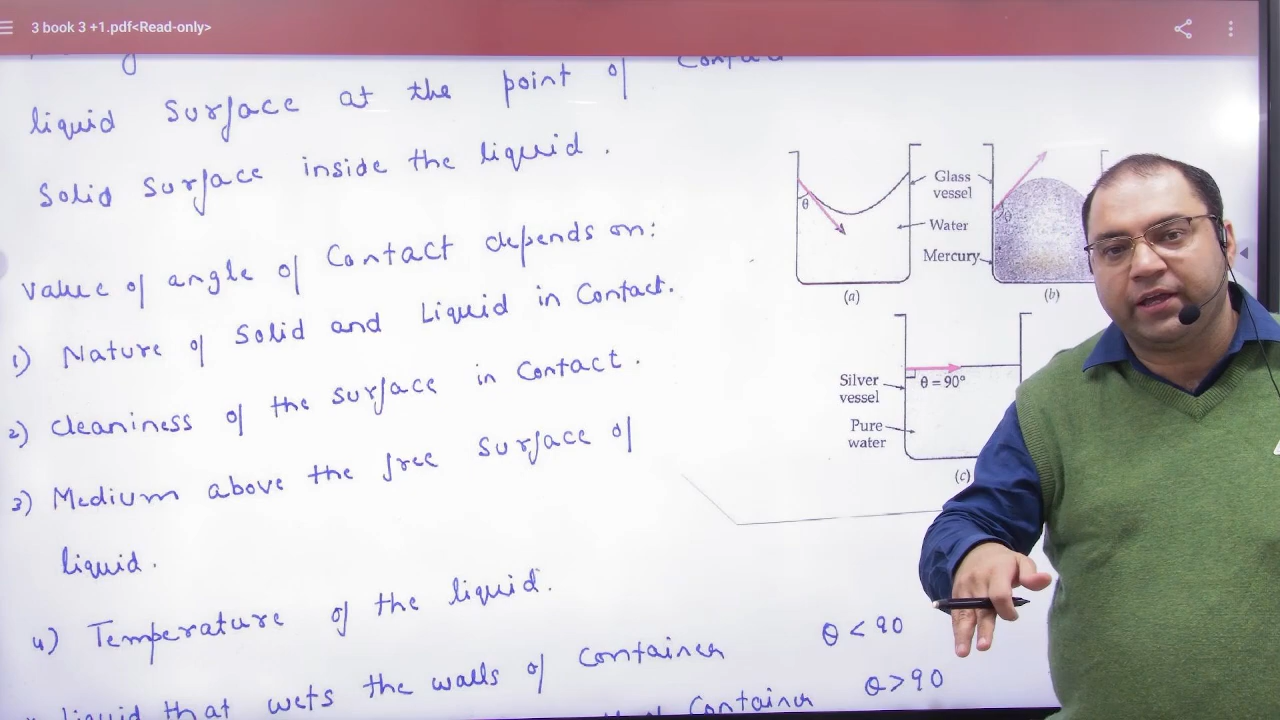 3 book 3 +1.pdf<Read-only>
liquid surface at the point of
Solid surface inside the liquid.
Value of angle of Contact depends on:
1) Nature of Solid and Liquid in Contact.
2) Cleaniness of the surface in Contact.
3) Medium above the free surface of
liquid.
4) Temperature of the liquid.
liquid that wets the walls of container θ < 90
Container θ > 90
θ
Glass
vessel
Water
Mercury
θ
(a)
(b)
Silver
vessel
θ = 90°
Pure
water
(c)